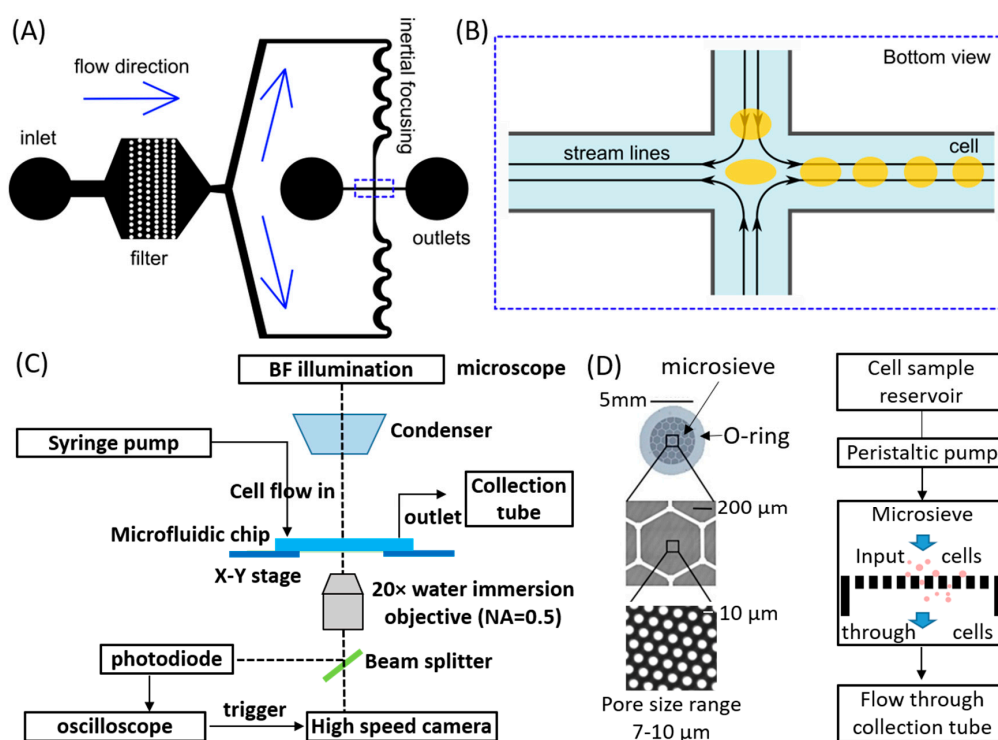 (A)
flow direction
inlet
filter
inertial focusing
outlets
(B)
Bottom view
stream lines
cell
(C)
BF illumination
microscope
Syringe pump
Condenser
Cell flow in
Collection
tube
outlet
Microfluidic chip
X-Y stage
20× water immersion
objective (NA=0.5)
photodiode
Beam splitter
oscilloscope
trigger
High speed camera
(D)
microsieve
5mm
O-ring
200 µm
10 µm
Pore size range
7-10 µm
Cell sample
reservoir
Peristaltic pump
Microsieve
Input cells
through cells
Flow through
collection tube